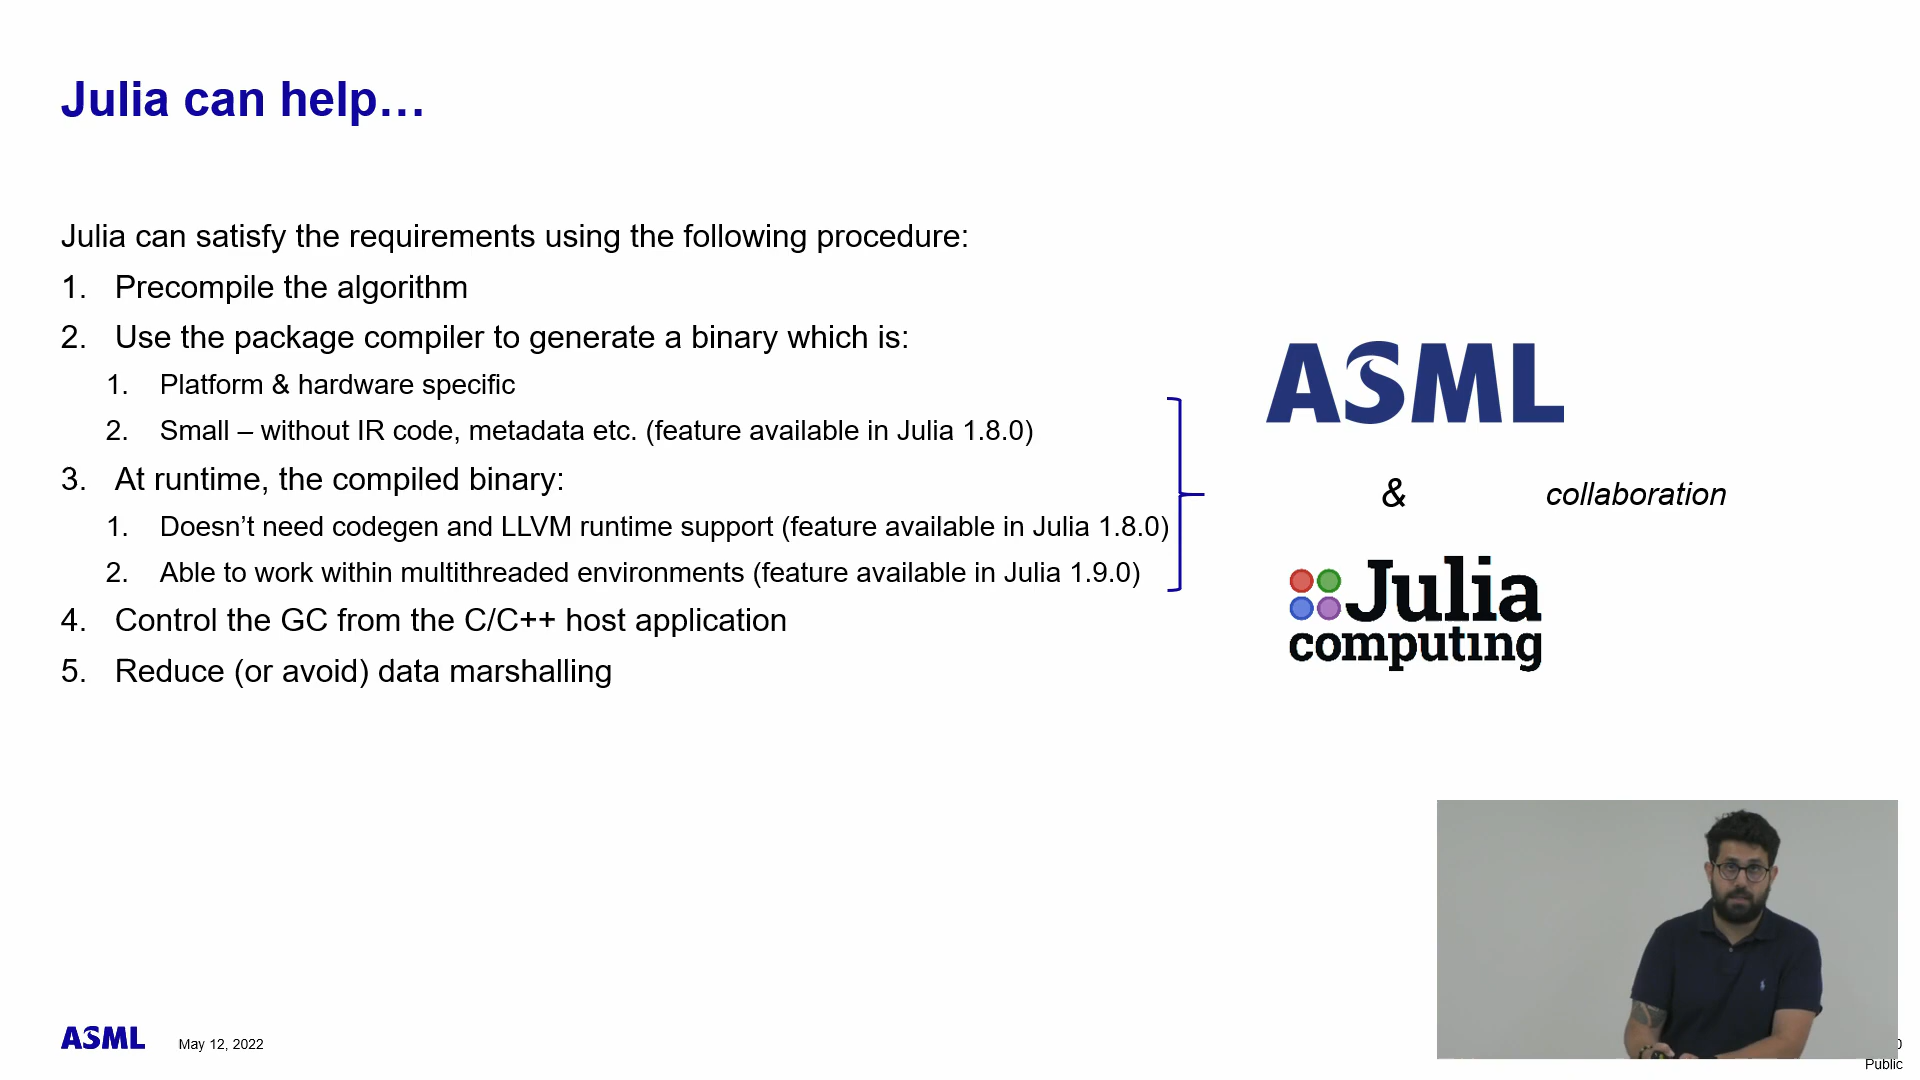 Julia can help…
Julia can satisfy the requirements using the following procedure:
1. Precompile the algorithm
2. Use the package compiler to generate a binary which is:
1. Platform & hardware specific
2. Small – without IR code, metadata etc. (feature available in Julia 1.8.0)
3. At runtime, the compiled binary:
1. Doesn’t need codegen and LLVM runtime support (feature available in Julia 1.8.0)
2. Able to work within multithreaded environments (feature available in Julia 1.9.0)
4. Control the GC from the C/C++ host application
5. Reduce (or avoid) data marshalling
ASML
& collaboration
Julia
computing
ASML May 12, 2022
Public